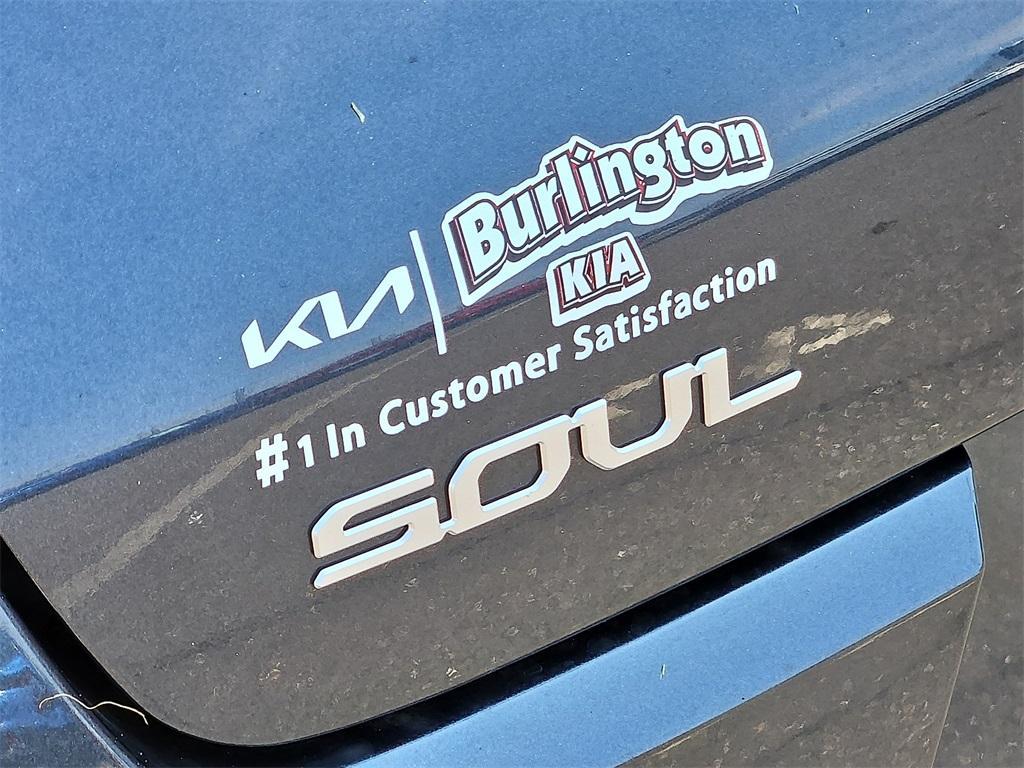 KIA
Burlington
KIA
#1 In Customer Satisfaction
SOUL